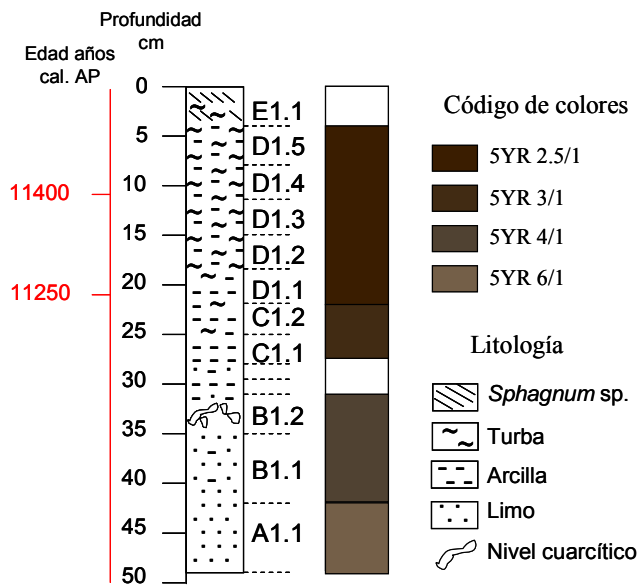 Profundidad
cm
Edad años
cal. AP
0
5
10
15
20
25
30
35
40
45
50
11400
11250
E1.1
D1.5
D1.4
D1.3
D1.2
D1.1
C1.2
C1.1
B1.2
B1.1
A1.1
Código de colores
5YR 2.5/1
5YR 3/1
5YR 4/1
5YR 6/1
Litología
Sphagnum sp.
Turba
Arcilla
Limo
Nivel cuarcítico